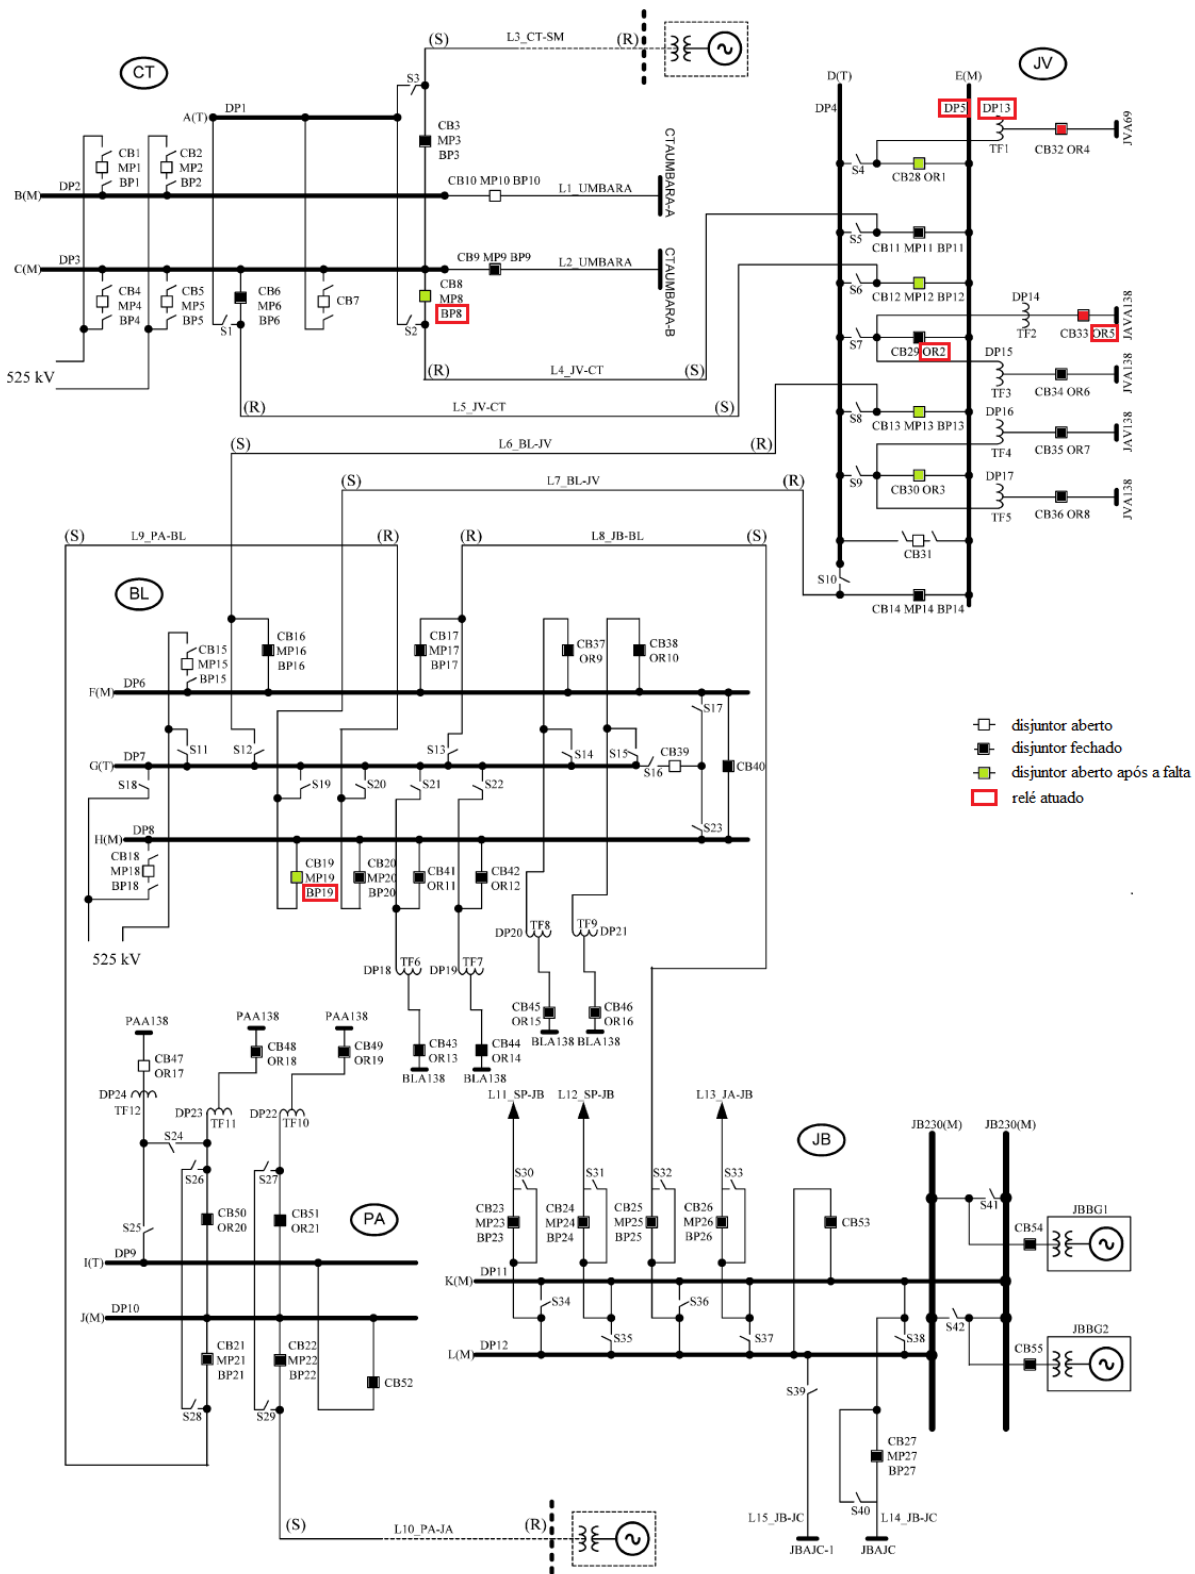 L3_CT-SM
(S)
(R)
CT
S3
A(T)
DP1
CB3
MP3
BP3
CB1
MP1
BP1
CB2
MP2
BP2
B(M)
DP2
CB10 MP10 BP10
L1_UMBARA
CTAUMBARA-A
C(M)
DP3
CB9 MP9 BP9
L2_UMBARA
CTAUMBARA-B
CB4
MP4
BP4
CB5
MP5
BP5
CB6
MP6
BP6
CB7
CB8
MP8
BP8
S1
S2
525 kV
(R)
L4_JV-CT
(S)
(R)
L5_JV-CT
(S)
(S)
L6_BL-JV
(R)
(S)
L7_BL-JV
(R)
JV
D(T)
E(M)
DP4
DP5
DP13
TF1
CB32 OR4
JVA69
S4
CB28 OR1
S5
CB11 MP11 BP11
S6
CB12 MP12 BP12
DP14
TF2
CB33 OR5
JAVA138
S7
CB29 OR2
DP15
TF3
CB34 OR6
JVA138
S8
CB13 MP13 BP13
DP16
TF4
CB35 OR7
JAV138
S9
CB30 OR3
DP17
TF5
CB36 OR8
JVA138
CB31
S10
CB14 MP14 BP14
(S)
L9_PA-BL
(R)
(R)
L8_JB-BL
(S)
BL
CB15
MP15
BP15
CB16
MP16
BP16
CB17
MP17
BP17
CB37
OR9
CB38
OR10
F(M)
DP6
S17
S11
S12
S13
S14
S15
G(T)
DP7
S16
CB39
CB40
S18
S19
S20
S21
S22
S23
H(M)
DP8
CB18
MP18
BP18
CB19
MP19
BP19
CB20
MP20
BP20
CB41
OR11
CB42
OR12
525 kV
DP18
TF6
DP19
TF7
DP20
TF8
TF9
DP21
CB43
OR13
CB44
OR14
CB45
OR15
CB46
OR16
BLA138
BLA138
BLA138
BLA138
disjuntor aberto
disjuntor fechado
disjuntor aberto após a falta
relé atuado
PAA138
PAA138
PAA138
CB47
OR17
CB48
OR18
CB49
OR19
DP24
TF12
DP23
TF11
DP22
TF10
S24
S25
S26
S27
CB50
OR20
CB51
OR21
PA
I(T)
DP9
J(M)
DP10
CB21
MP21
BP21
CB22
MP22
BP22
CB52
S28
S29
(S)
L10_PA-JA
(R)
L11_SP-JB
L12_SP-JB
L13_JA-JB
JB
JB230(M)
JB230(M)
S30
S31
S32
S33
CB23
MP23
BP23
CB24
MP24
BP24
CB25
MP25
BP25
CB26
MP26
BP26
CB53
K(M)
DP11
S34
S35
S36
S37
S38
L(M)
DP12
S39
S41
CB54
JBBG1
S42
CB55
JBBG2
CB27
MP27
BP27
S40
L15_JB-JC
L14_JB-JC
JBAJC-1
JBAJC